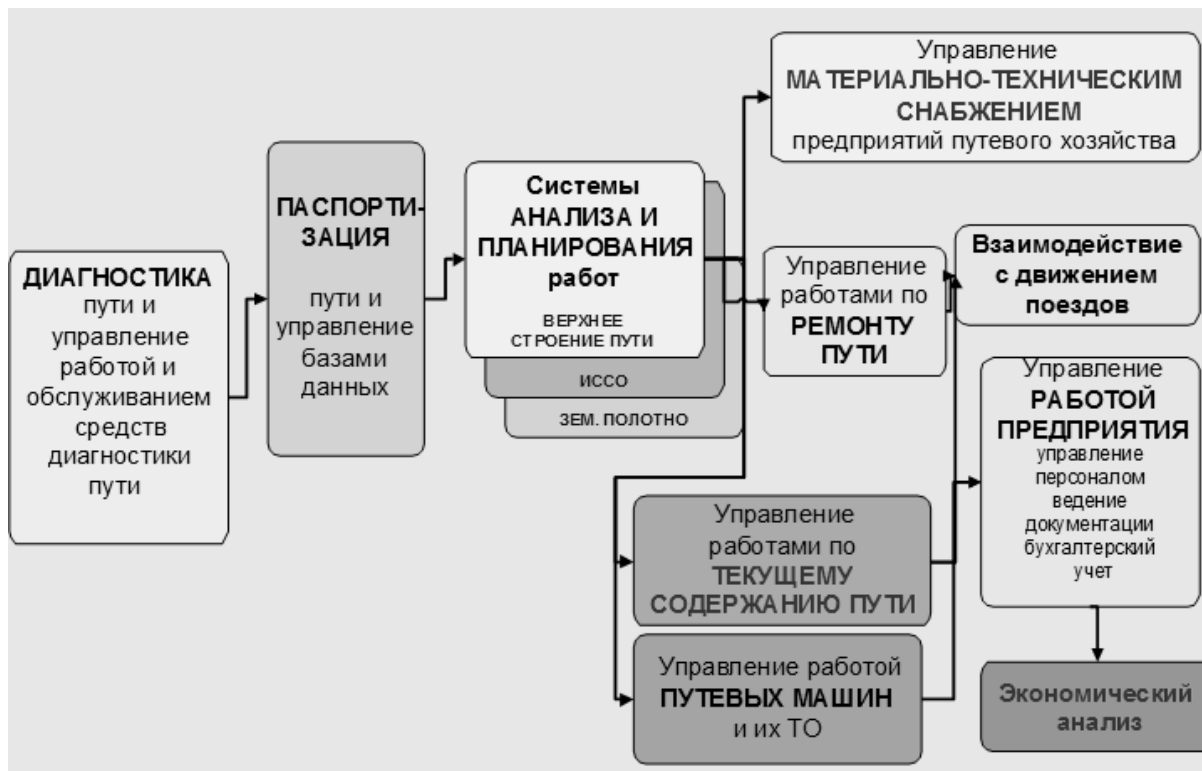 ДИАГНОСТИКА
пути и
управление
работой и
обслуживанием
средств
диагностики
пути
ПАСПОРТИ-
ЗАЦИЯ
пути и
управление
базами
данных
Системы
АНАЛИЗА И
ПЛАНИРОВАНИЯ
работ
ВЕРХНЕЕ
СТРОЕНИЕ ПУТИ
ИССО
ЗЕМ. ПОЛОТНО
Управление
МАТЕРИАЛЬНО-ТЕХНИЧЕСКИМ
СНАБЖЕНИЕМ
предприятий путевого хозяйства
Управление
работами по
РЕМОНТУ
ПУТИ
Взаимодействие
с движением
поездов
Управление
РАБОТОЙ
ПРЕДПРИЯТИЯ
управление
персоналом
ведение
документации
бухгалтерский
учет
Управление
работами по
ТЕКУЩЕМУ
СОДЕРЖАНИЮ ПУТИ
Управление работой
ПУТЕВЫХ МАШИН
и их ТО
Экономический
анализ